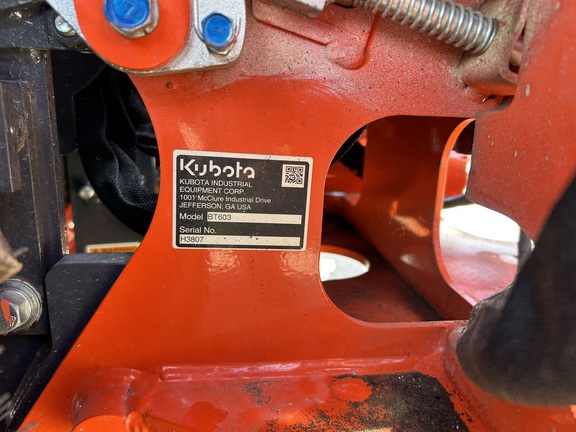 Kubota
KUBOTA INDUSTRIAL
EQUIPMENT CORP.
1001 McClure Industrial Drive
JEFFERSON, GA USA
Model BT603
Serial No.
H3807